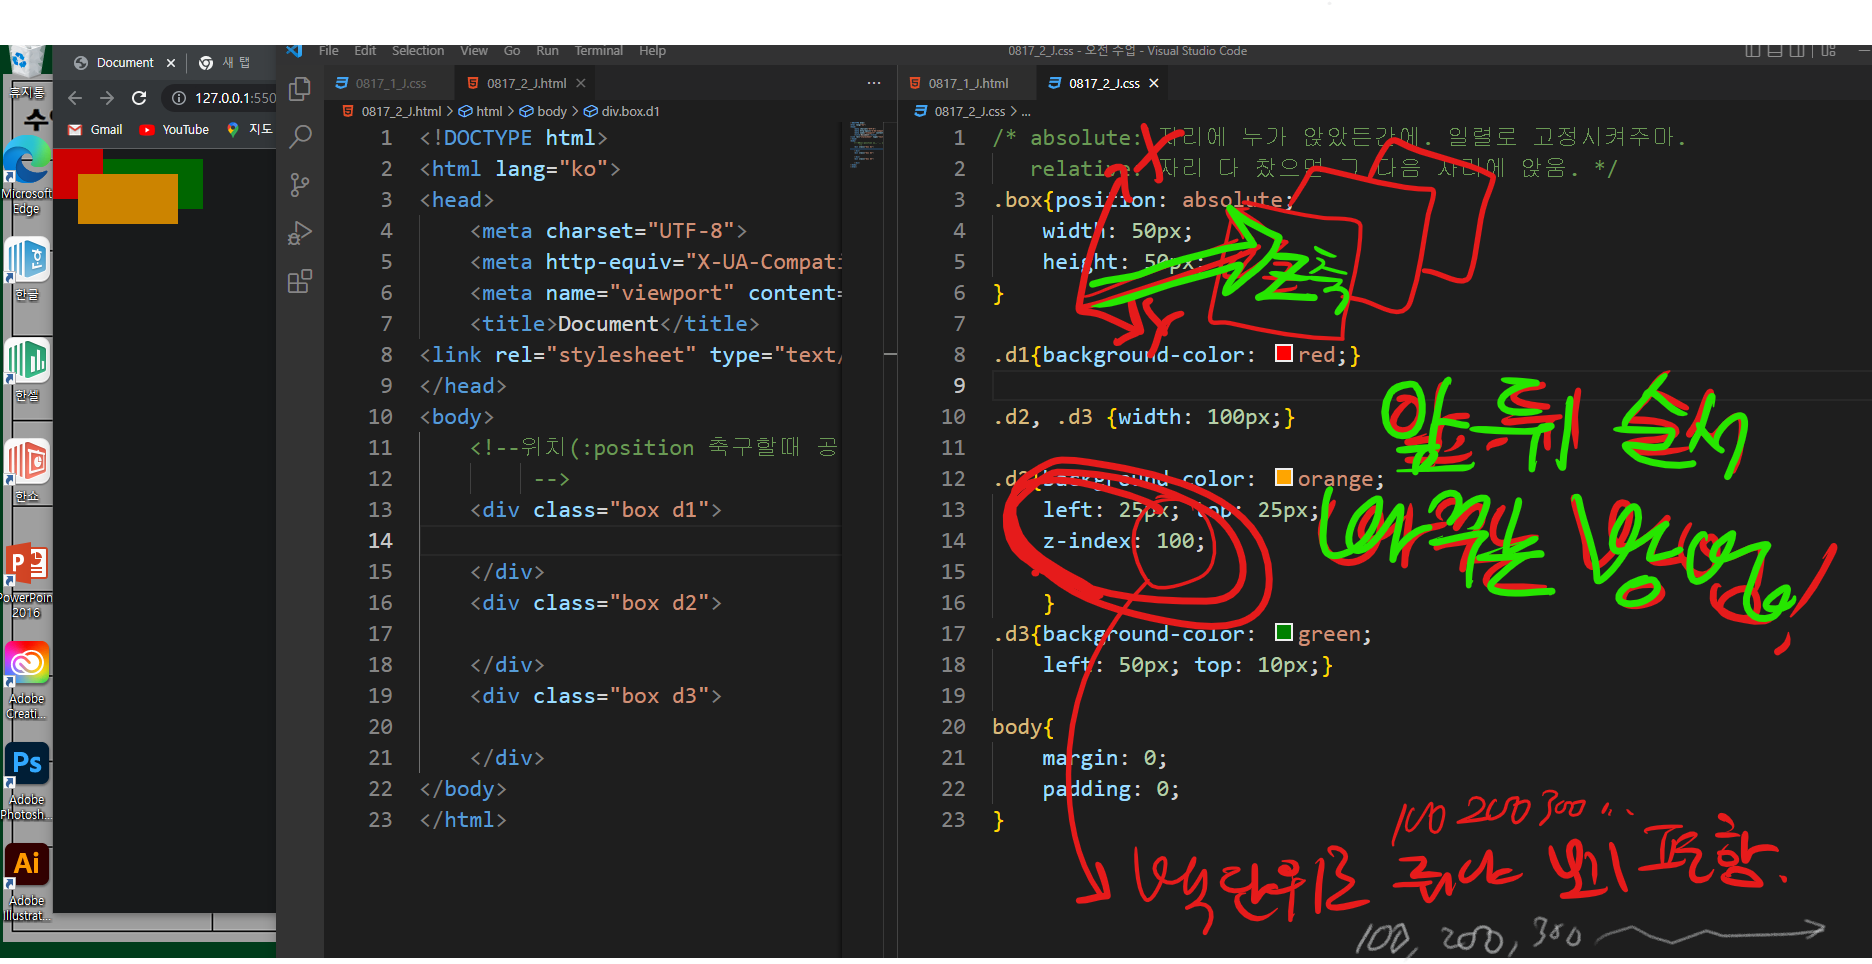 File Edit Selection View Go Run Terminal Help
0817_2_J.css - 오전 수업 - Visual Studio Code
휴지통
Microsoft
Edge
한글
한셀
한쇼
PowerPoin
2016
Adobe
Creati...
Ps
Adobe
Photosh...
Ai
Adobe
Illustrat...
Document
새 탭
127.0.0.1:550
Gmail YouTube 지도
0817_1_J.css 0817_2_J.html
0817_2_J.html > html > body > div.box.d1
1 <!DOCTYPE html>
2 <html lang="ko">
3 <head>
4 <meta charset="UTF-8">
5 <meta http-equiv="X-UA-Compati
6 <meta name="viewport" content=
7 <title>Document</title>
8 <link rel="stylesheet" type="text/
9 </head>
10 <body>
11 <!--위치(:position 축구할때 공
12 -->
13 <div class="box d1">
14
15 </div>
16 <div class="box d2">
17
18 </div>
19 <div class="box d3">
20
21 </div>
22 </body>
23 </html>
0817_1_J.html 0817_2_J.css
0817_2_J.css > ...
1 /* absolute: 자리에 누가 앉았든간에. 일렬로 고정시켜주마.
2 relative: 자리 다 찼으면 그 다음 자리에 앉움. */
3 .box{position: absolute;
4 width: 50px;
5 height: 50px;
6 }
7
8 .d1{background-color: red;}
9
10 .d2, .d3 {width: 100px;}
11
12 .d2{background-color: orange;
13 left: 25px; top: 25px;
14 z-index: 100;
15
16 }
17 .d3{background-color: green;
18 left: 50px; top: 10px;}
19
20 body{
21 margin: 0;
22 padding: 0;
23 }
X
Y
Z축
앞-뒤 순서
바꾸는 방법
100 200 300 ...
백단위로 줘야 보기 편함.
100, 200, 300